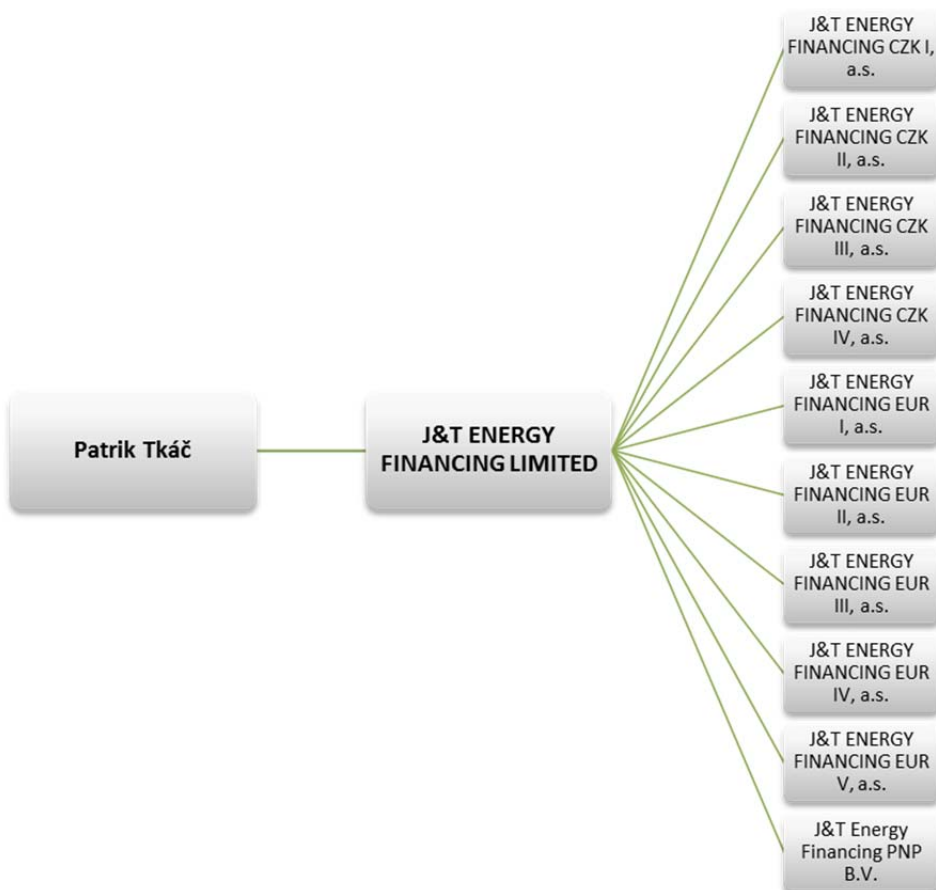 Patrik Tkáč
J&T ENERGY
FINANCING LIMITED
J&T ENERGY
FINANCING CZK I,
a.s.
J&T ENERGY
FINANCING CZK
II, a.s.
J&T ENERGY
FINANCING CZK
III, a.s.
J&T ENERGY
FINANCING CZK
IV, a.s.
J&T ENERGY
FINANCING EUR
I, a.s.
J&T ENERGY
FINANCING EUR
II, a.s.
J&T ENERGY
FINANCING EUR
III, a.s.
J&T ENERGY
FINANCING EUR
IV, a.s.
J&T ENERGY
FINANCING EUR
V, a.s.
J&T Energy
Financing PNP
B.V.